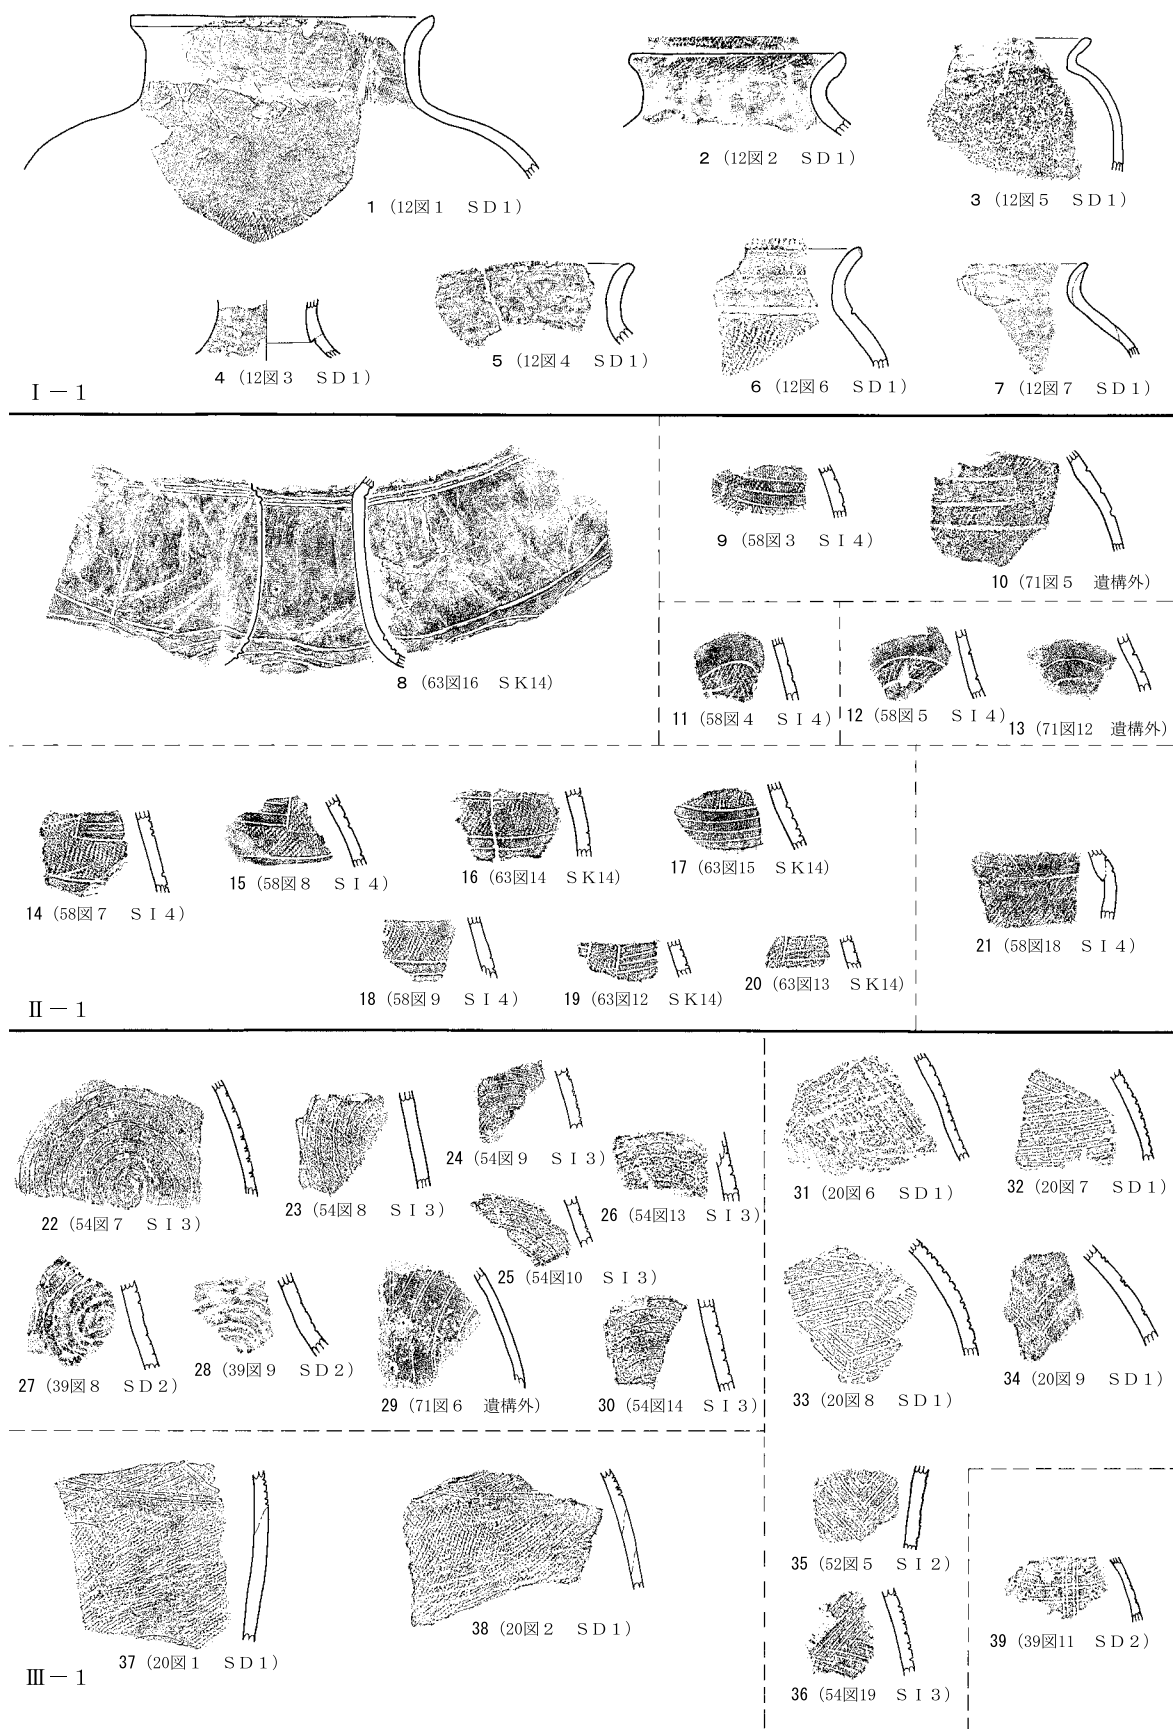 1 (12図1 SD1)
2 (12図2 SD1)
3 (12図5 SD1)
4 (12図3 SD1)
5 (12図4 SD1)
6 (12図6 SD1)
7 (12図7 SD1)
Ⅰ－1
8 (63図16 SK14)
9 (58図3 SI4)
10 (71図5 遺構外)
11 (58図4 SI4)
12 (58図5 SI4)
13 (71図12 遺構外)
14 (58図7 SI4)
15 (58図8 SI4)
16 (63図14 SK14)
17 (63図15 SK14)
18 (58図9 SI4)
19 (63図12 SK14)
20 (63図13 SK14)
21 (58図18 SI4)
Ⅱ－1
22 (54図7 SI3)
23 (54図8 SI3)
24 (54図9 SI3)
25 (54図10 SI3)
26 (54図13 SI3)
27 (39図8 SD2)
28 (39図9 SD2)
29 (71図6 遺構外)
30 (54図14 SI3)
31 (20図6 SD1)
32 (20図7 SD1)
33 (20図8 SD1)
34 (20図9 SD1)
35 (52図5 SI2)
36 (54図19 SI3)
37 (20図1 SD1)
38 (20図2 SD1)
39 (39図11 SD2)
Ⅲ－1